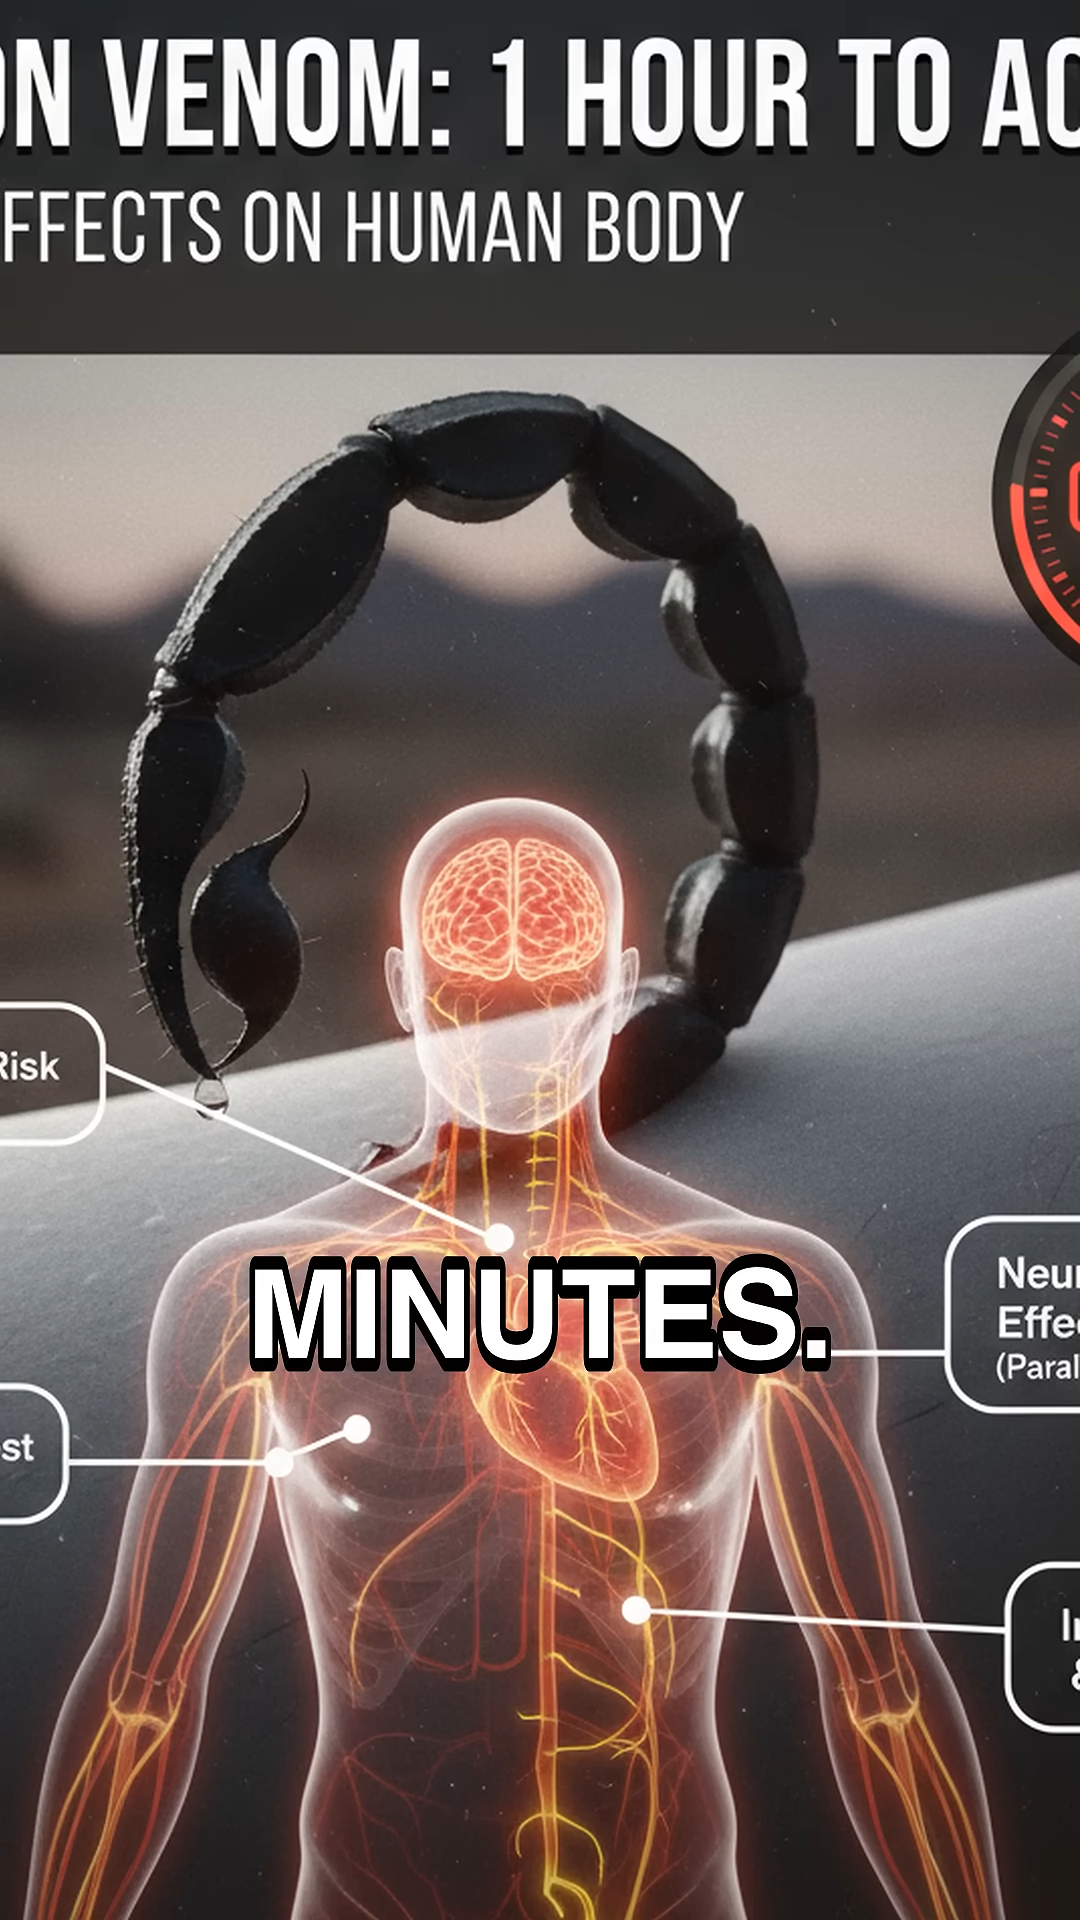 ON VENOM: 1 HOUR TO AC
FFECTS ON HUMAN BODY
Risk
MINUTES.
Neur
Effe
(Paral
st
&